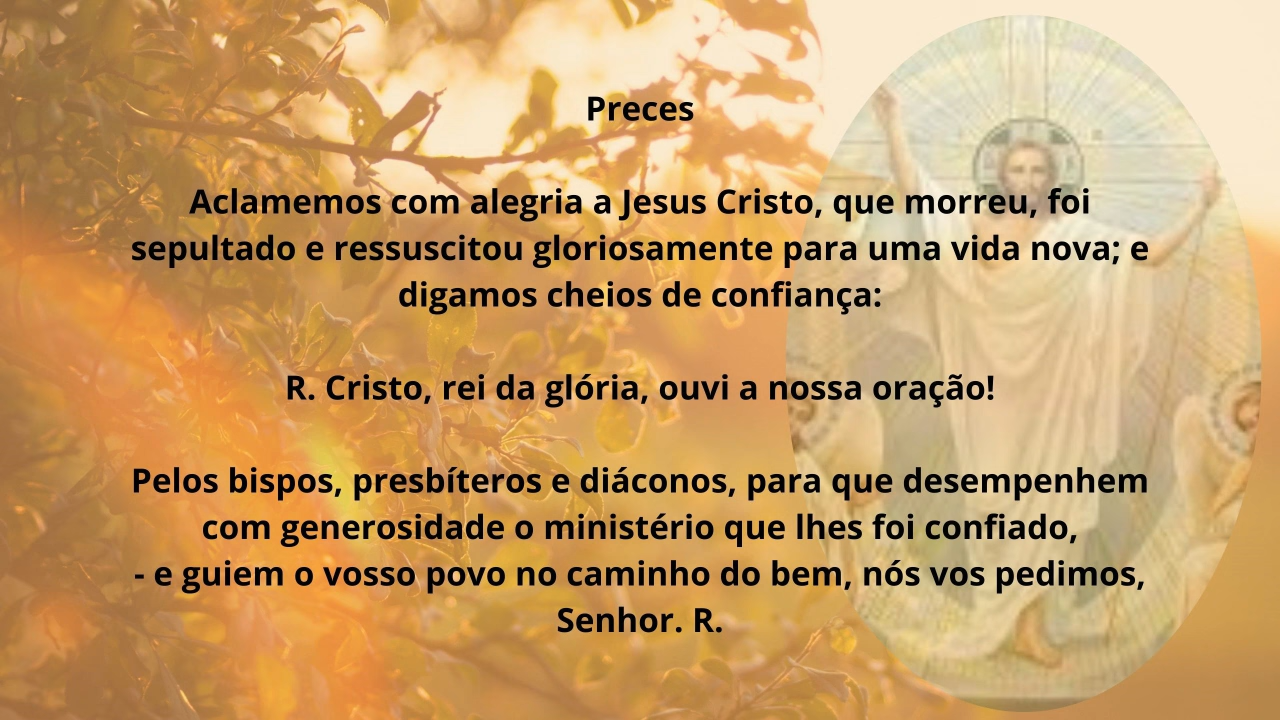 Preces
Aclamemos com alegria a Jesus Cristo, que morreu, foi
sepultado e ressuscitou gloriosamente para uma vida nova; e
digamos cheios de confiança:
R. Cristo, rei da glória, ouvi a nossa oração!
Pelos bispos, presbíteros e diáconos, para que desempenhem
com generosidade o ministério que lhes foi confiado,
- e guiem o vosso povo no caminho do bem, nós vos pedimos,
Senhor. R.